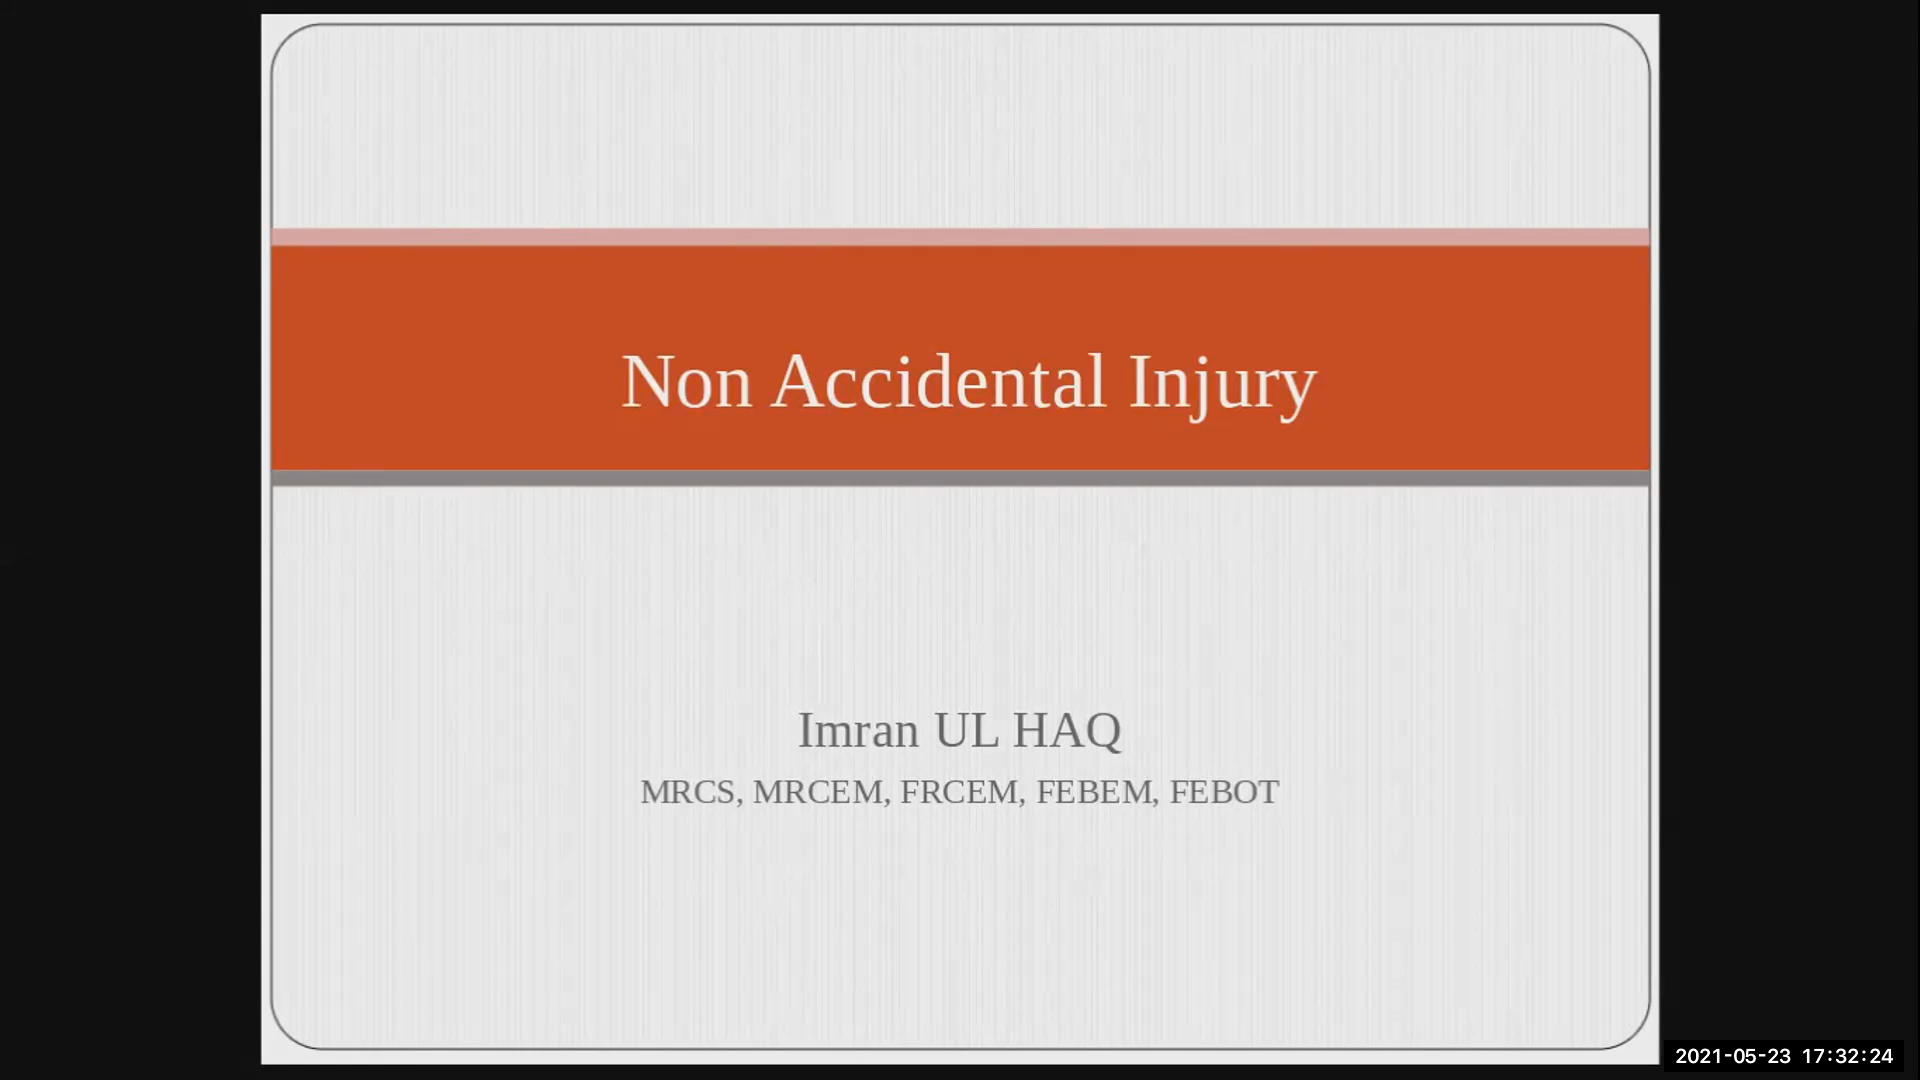 Non Accidental Injury
Imran UL HAQ
MRCS, MRCEM, FRCEM, FEBEM, FEBOT
2021-05-23 17:32:24